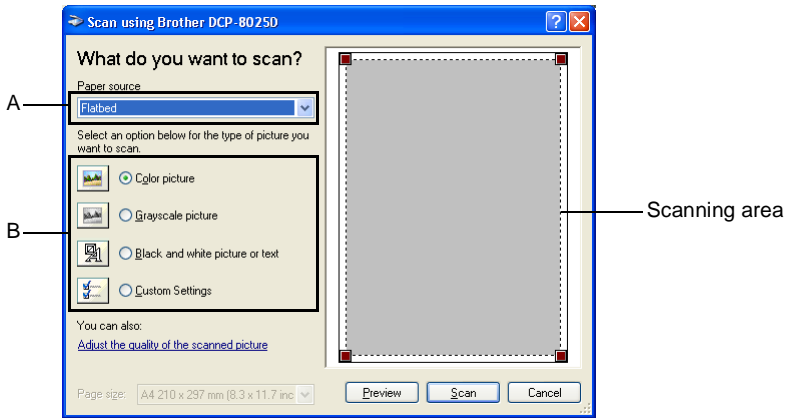 Scan using Brother DCP-8025D
What do you want to scan?
Paper source
A
Flatbed
Select an option below for the type of picture you
want to scan.
Color picture
Grayscale picture
Scanning area
B
Black and white picture or text
Custom Settings
You can also:
Adjust the quality of the scanned picture
Page size: A4 210 x 297 mm (8.3 x 11.7 inc
Preview Scan Cancel